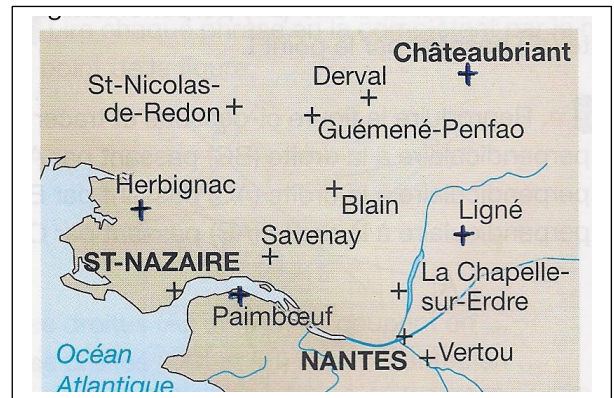 Châteaubriant
Derval
St-Nicolas-
de-Redon
Guémené-Penfao
Herbignac
Blain
Ligné
Savenay
ST-NAZAIRE
La Chapelle-
sur-Erdre
Paimbœuf
NANTES
Vertou
Océan
Atlantique